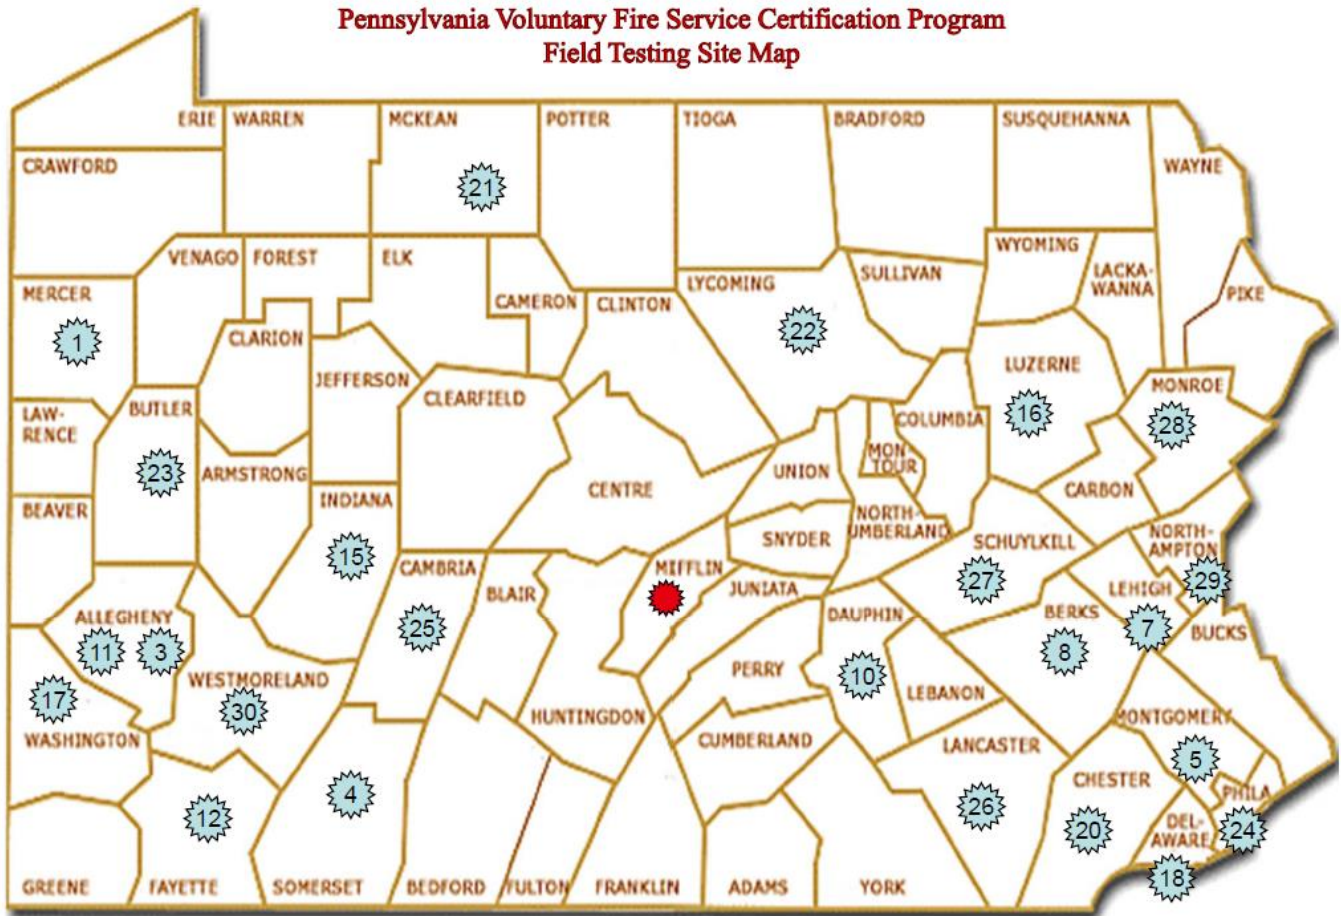 Pennsylvania Voluntary Fire Service Certification Program
Field Testing Site Map
ERIE
WARREN
MCKEAN
POTTER
TIOGA
BRADFORD
SUSQUEHANNA
WAYNE
CRAWFORD
21
VENAGO
FOREST
ELK
WYOMING
LACKA-
WANNA
SULLIVAN
LYCOMING
PIKE
MERCER
CAMERON
CLINTON
1
CLARION
22
JEFFERSON
LUZERNE
MONROE
CLEARFIELD
BUTLER
LAW-
RENCE
COLUMBIA
16
28
MON
TOUR
23
ARMSTRONG
UNION
CENTRE
CARBON
INDIANA
BEAVER
NORTH-
UMBERLAND
SNYDER
SCHUYLKILL
NORTH-
AMPTON
15
CAMBRIA
MIFFLIN
BLAIR
JUNIATA
27
LEHIGH
29
DAUPHIN
BERKS
ALLEGHENY
25
7
BUCKS
11
3
8
WESTMORELAND
PERRY
10
LEBANON
17
30
HUNTINGDON
MONTGOMERY
WASHINGTON
CUMBERLAND
LANCASTER
5
CHESTER
PHILA
4
12
26
20
DEL-
AWARE
24
18
GREENE
FAYETTE
SOMERSET
BEDFORD
FULTON
FRANKLIN
ADAMS
YORK